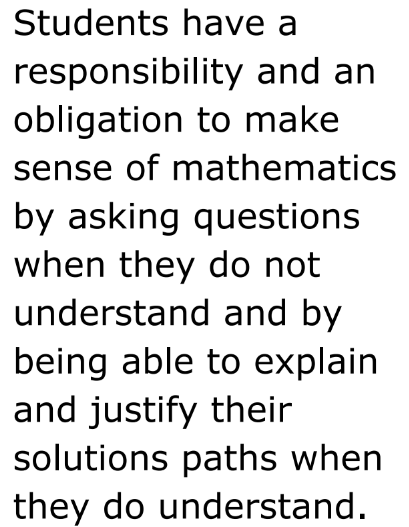 Students have a
responsibility and an
obligation to make
sense of mathematics
by asking questions
when they do not
understand and by
being able to explain
and justify their
solutions paths when
they do understand.